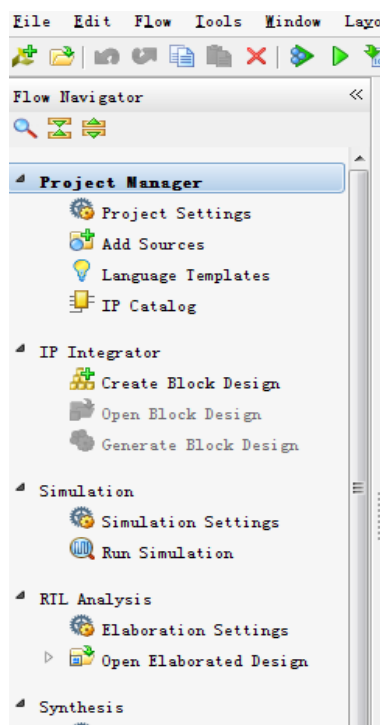 File Edit Flow Tools Window Layo
Flow Navigator
Project Manager
Project Settings
Add Sources
Language Templates
IP Catalog
IP Integrator
Create Block Design
Open Block Design
Generate Block Design
Simulation
Simulation Settings
Run Simulation
RTL Analysis
Elaboration Settings
Open Elaborated Design
Synthesis